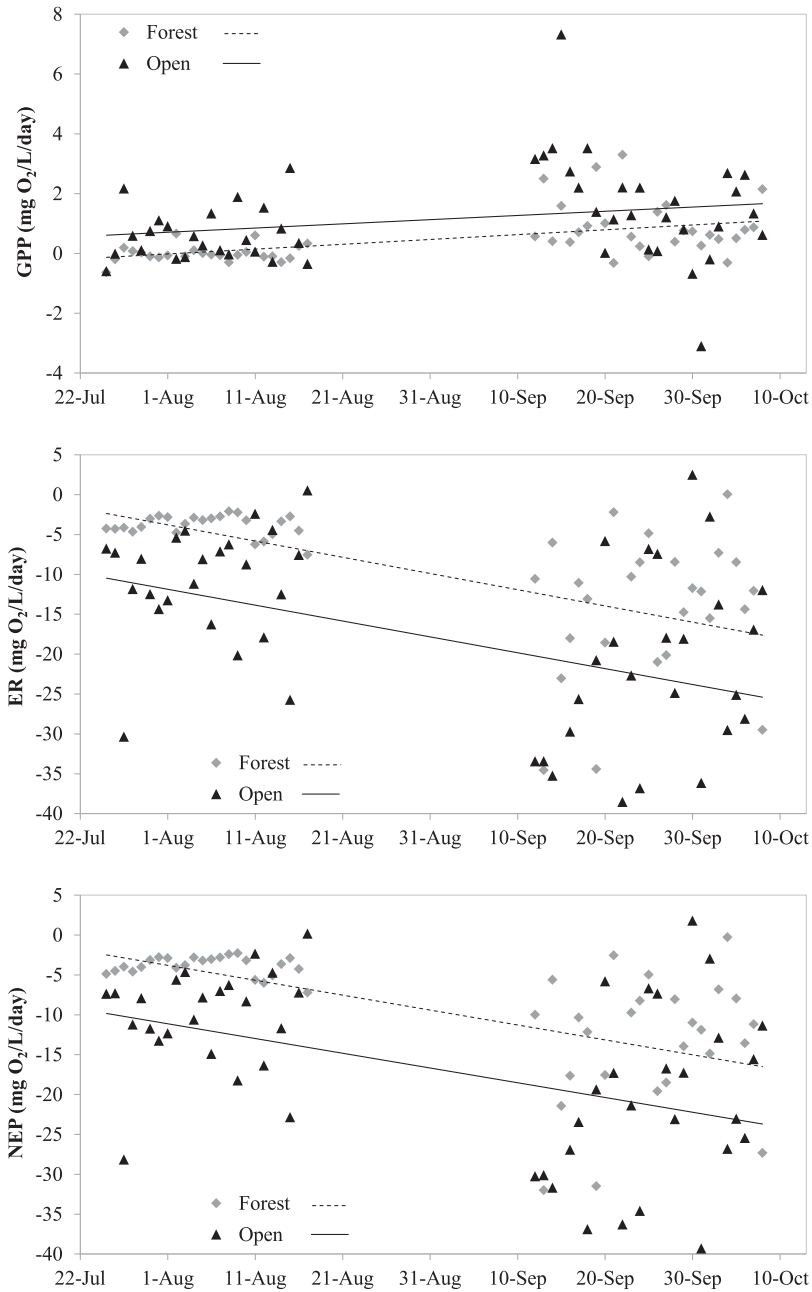 8
Forest
Open
6
4
2
0
-2
-4
GPP (mg O₂/L/day)
22-Jul 1-Aug 11-Aug 21-Aug 31-Aug 10-Sep 20-Sep 30-Sep 10-Oct
5
0
-5
-10
-15
-20
-25
-30
-35
-40
ER (mg O₂/L/day)
Forest
Open
22-Jul 1-Aug 11-Aug 21-Aug 31-Aug 10-Sep 20-Sep 30-Sep 10-Oct
5
0
-5
-10
-15
-20
-25
-30
-35
-40
NEP (mg O₂/L/day)
Forest
Open
22-Jul 1-Aug 11-Aug 21-Aug 31-Aug 10-Sep 20-Sep 30-Sep 10-Oct